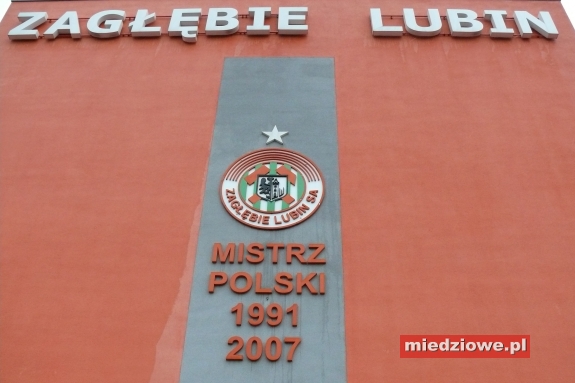 ZAGŁĘBIE LUBIN
ZAGŁĘBIE LUBIN SA
MISTRZ
POLSKI
1991
2007
miedziowe.pl